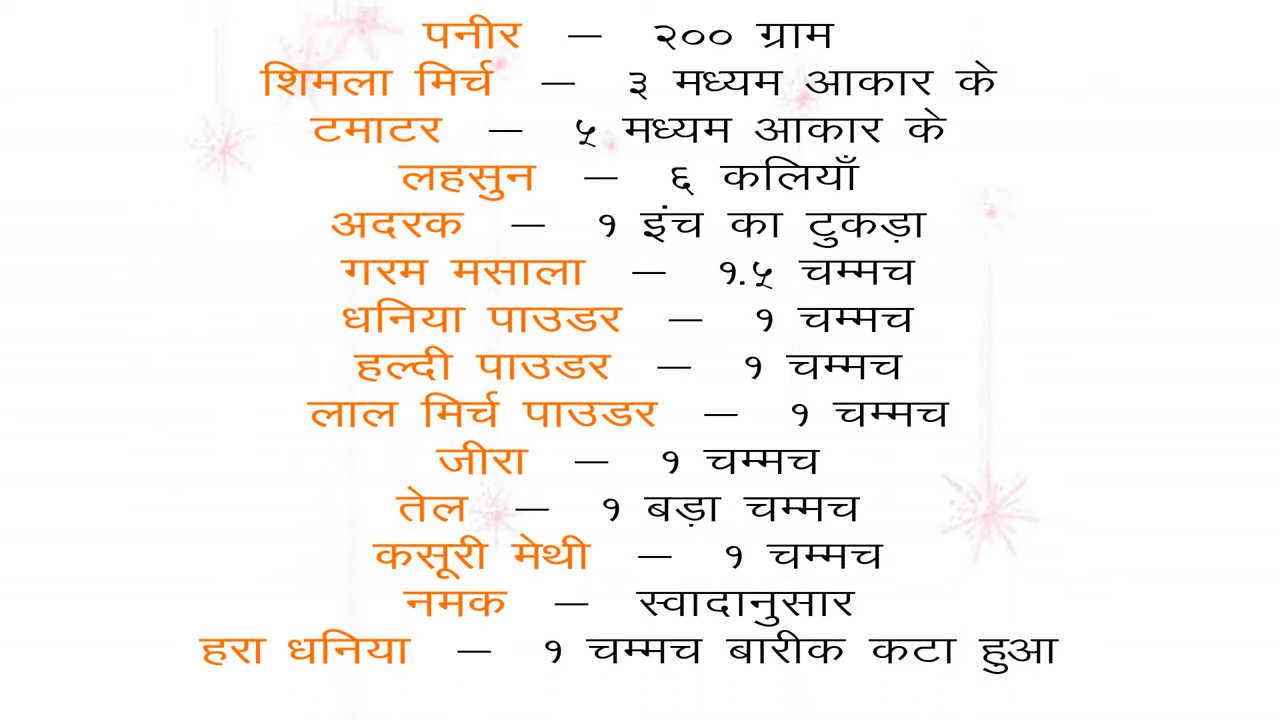 पनीर — २०० ग्राम
शिमला मिर्च — ३ मध्यम आकार के
टमाटर — ५ मध्यम आकार के
लहसुन — ६ कलियाँ
अदरक — १ इंच का टुकड़ा
गरम मसाला — १.५ चम्मच
धनिया पाउडर — १ चम्मच
हल्दी पाउडर — १ चम्मच
लाल मिर्च पाउडर — १ चम्मच
जीरा — १ चम्मच
तेल — १ बड़ा चम्मच
कसूरी मेथी — १ चम्मच
नमक — स्वादानुसार
हरा धनिया — १ चम्मच बारीक कटा हुआ